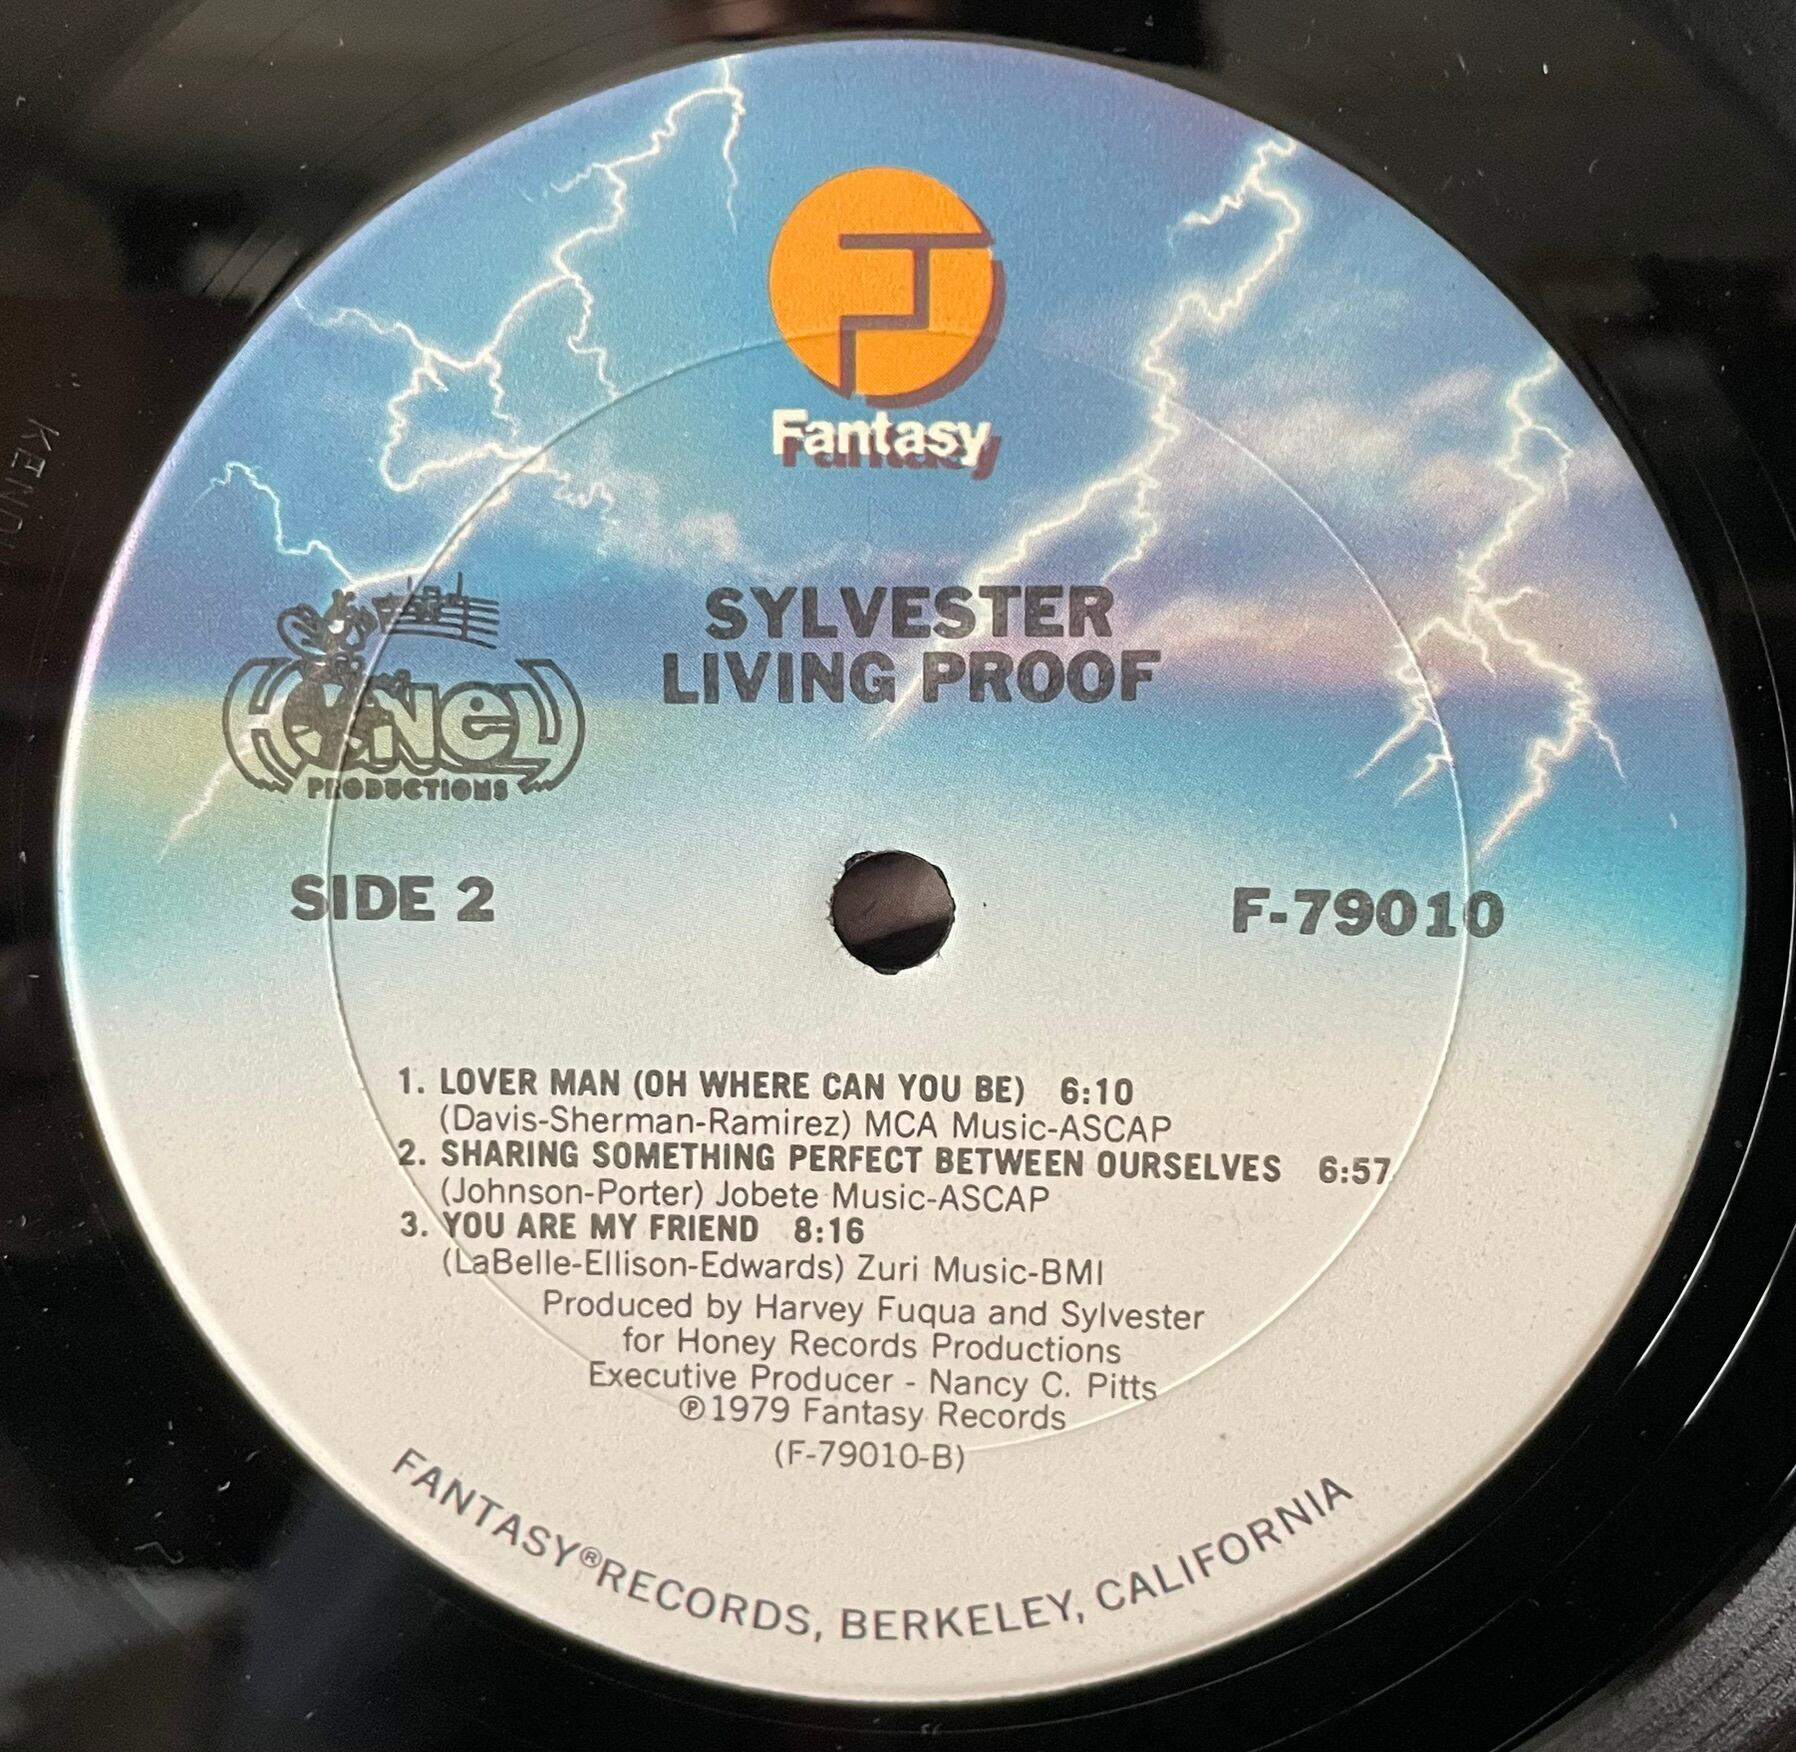 Fantasy
SYLVESTER
LIVING PROOF
HONEY
PRODUCTIONS
SIDE 2
F-79010
1. LOVER MAN (OH WHERE CAN YOU BE) 6:10
(Davis-Sherman-Ramirez) MCA Music-ASCAP
2. SHARING SOMETHING PERFECT BETWEEN OURSELVES 6:57
(Johnson-Porter) Jobete Music-ASCAP
3. YOU ARE MY FRIEND 8:16
(LaBelle-Ellison-Edwards) Zuri Music-BMI
Produced by Harvey Fuqua and Sylvester
for Honey Records Productions
Executive Producer - Nancy C. Pitts
℗1979 Fantasy Records
(F-79010-B)
FANTASY®RECORDS, BERKELEY, CALIFORNIA